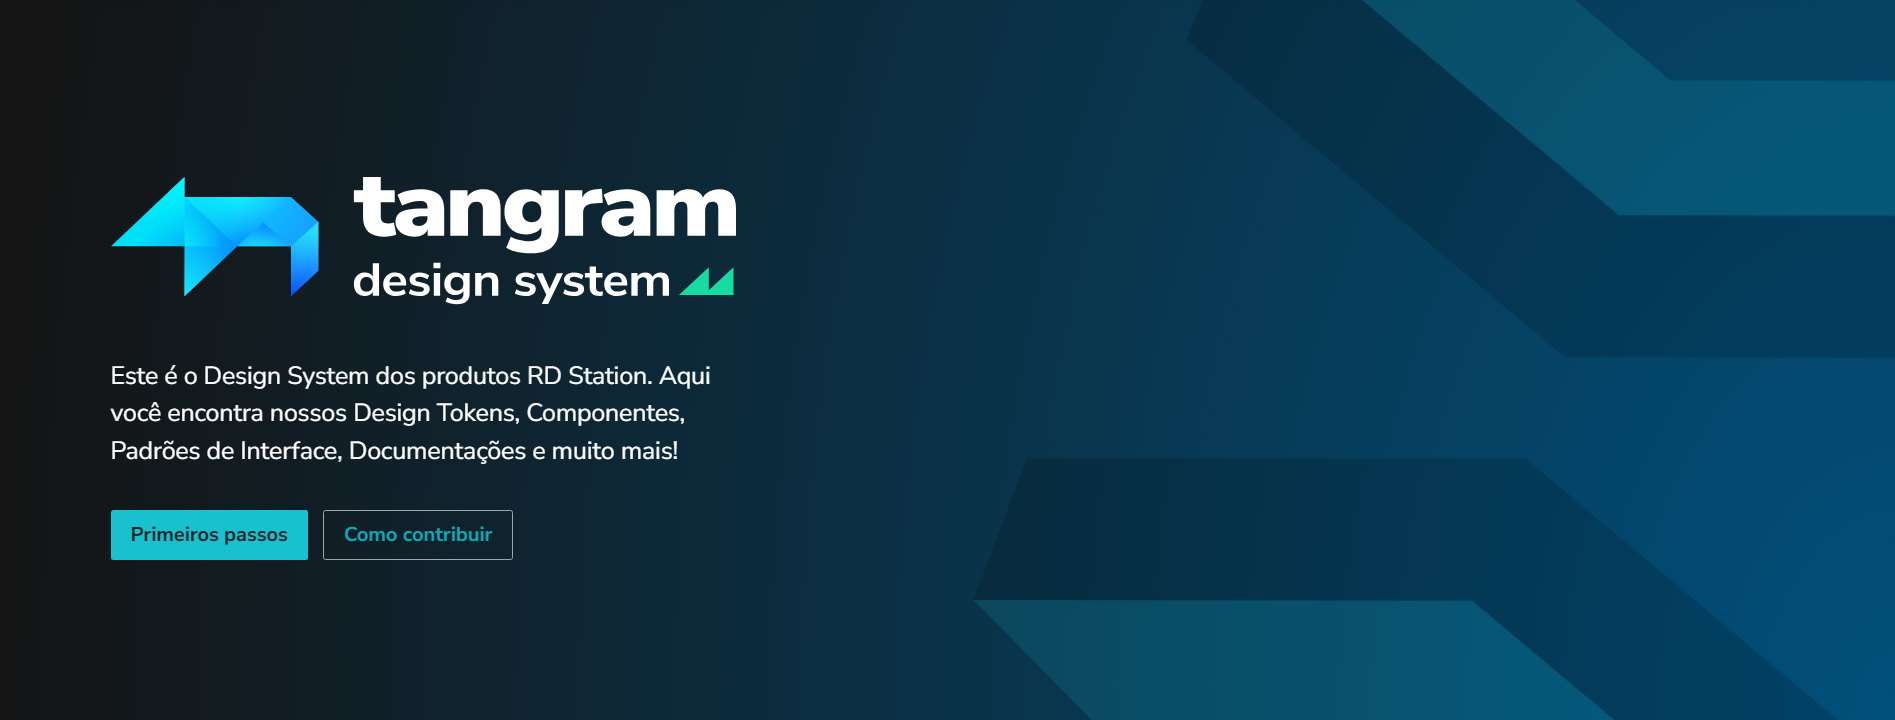 tangram
design system
Este é o Design System dos produtos RD Station. Aqui
você encontra nossos Design Tokens, Componentes,
Padrões de Interface, Documentações e muito mais!
Primeiros passos
Como contribuir